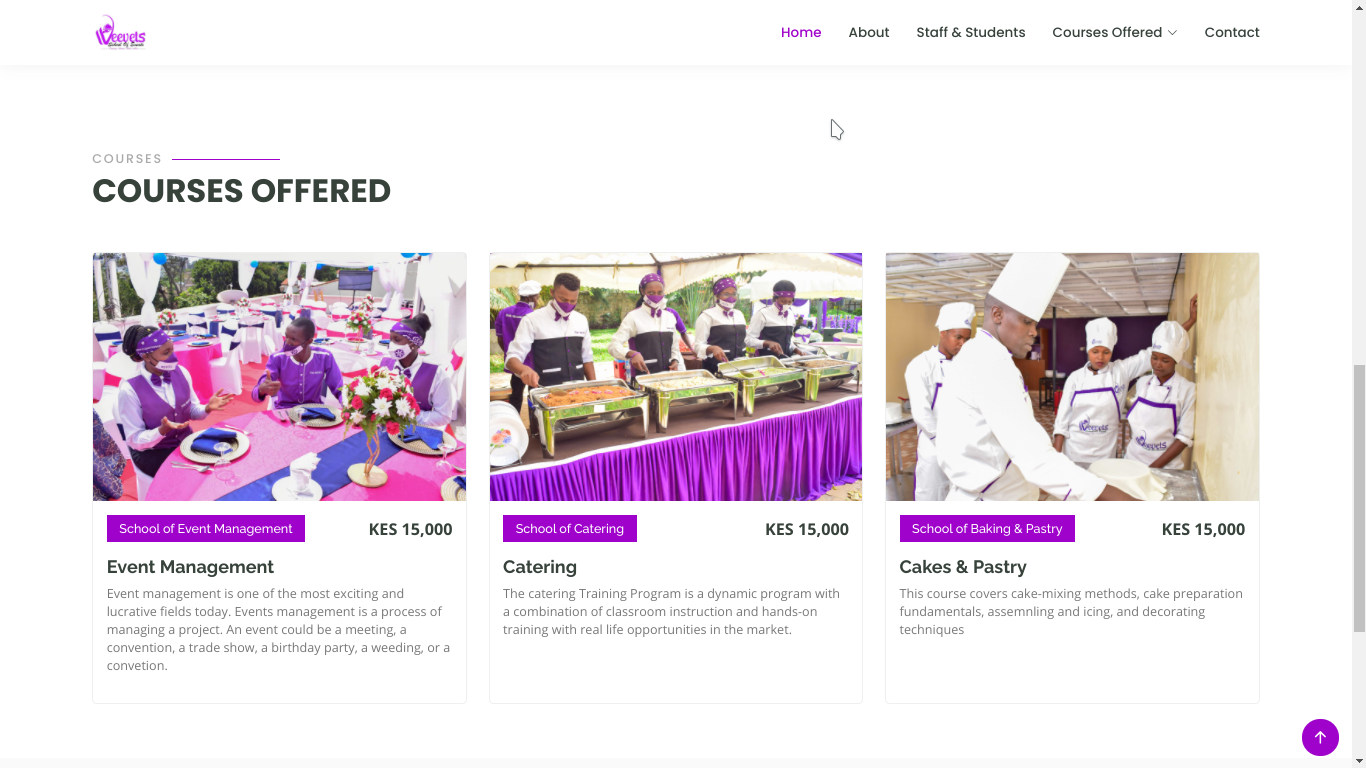 Weevets
Home
About
Staff & Students
Courses Offered
Contact
COURSES
COURSES OFFERED
School of Event Management
KES 15,000
Event Management
Event management is one of the most exciting and
lucrative fields today. Events management is a process of
managing a project. An event could be a meeting, a
convention, a trade show, a birthday party, a weeding, or a
convetion.
School of Catering
KES 15,000
Catering
The catering Training Program is a dynamic program with
a combination of classroom instruction and hands-on
training with real life opportunities in the market.
Weevets
Weevets
School of Baking & Pastry
KES 15,000
Cakes & Pastry
This course covers cake-mixing methods, cake preparation
fundamentals, assemnling and icing, and decorating
techniques